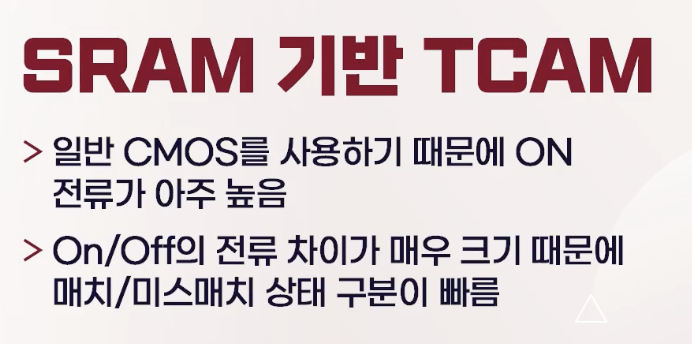 SRAM 기반 TCAM
> 일반 CMOS를 사용하기 때문에 ON
전류가 아주 높음
> On/Off의 전류 차이가 매우 크기 때문에
매치/미스매치 상태 구분이 빠름